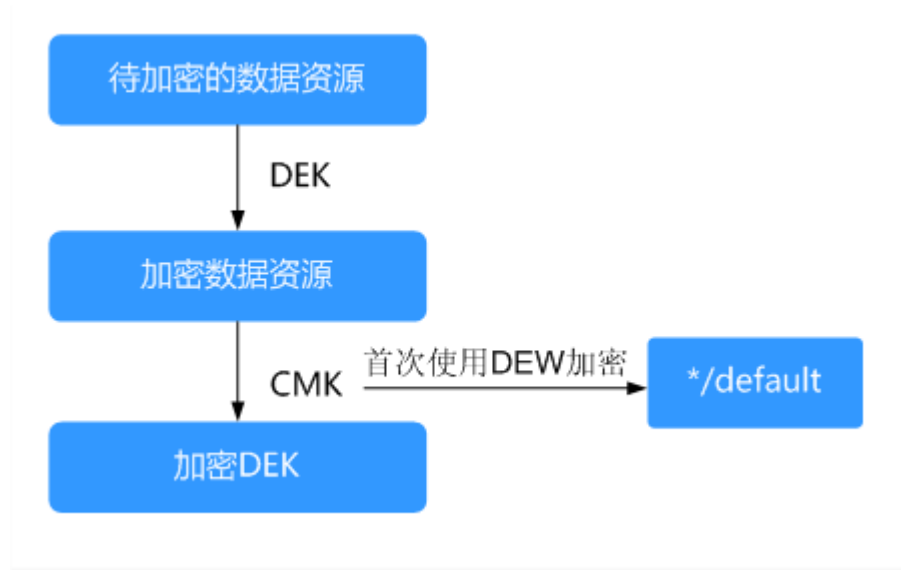 待加密的数据资源
DEK
加密数据资源
首次使用DEW加密
CMK
*/default
加密DEK